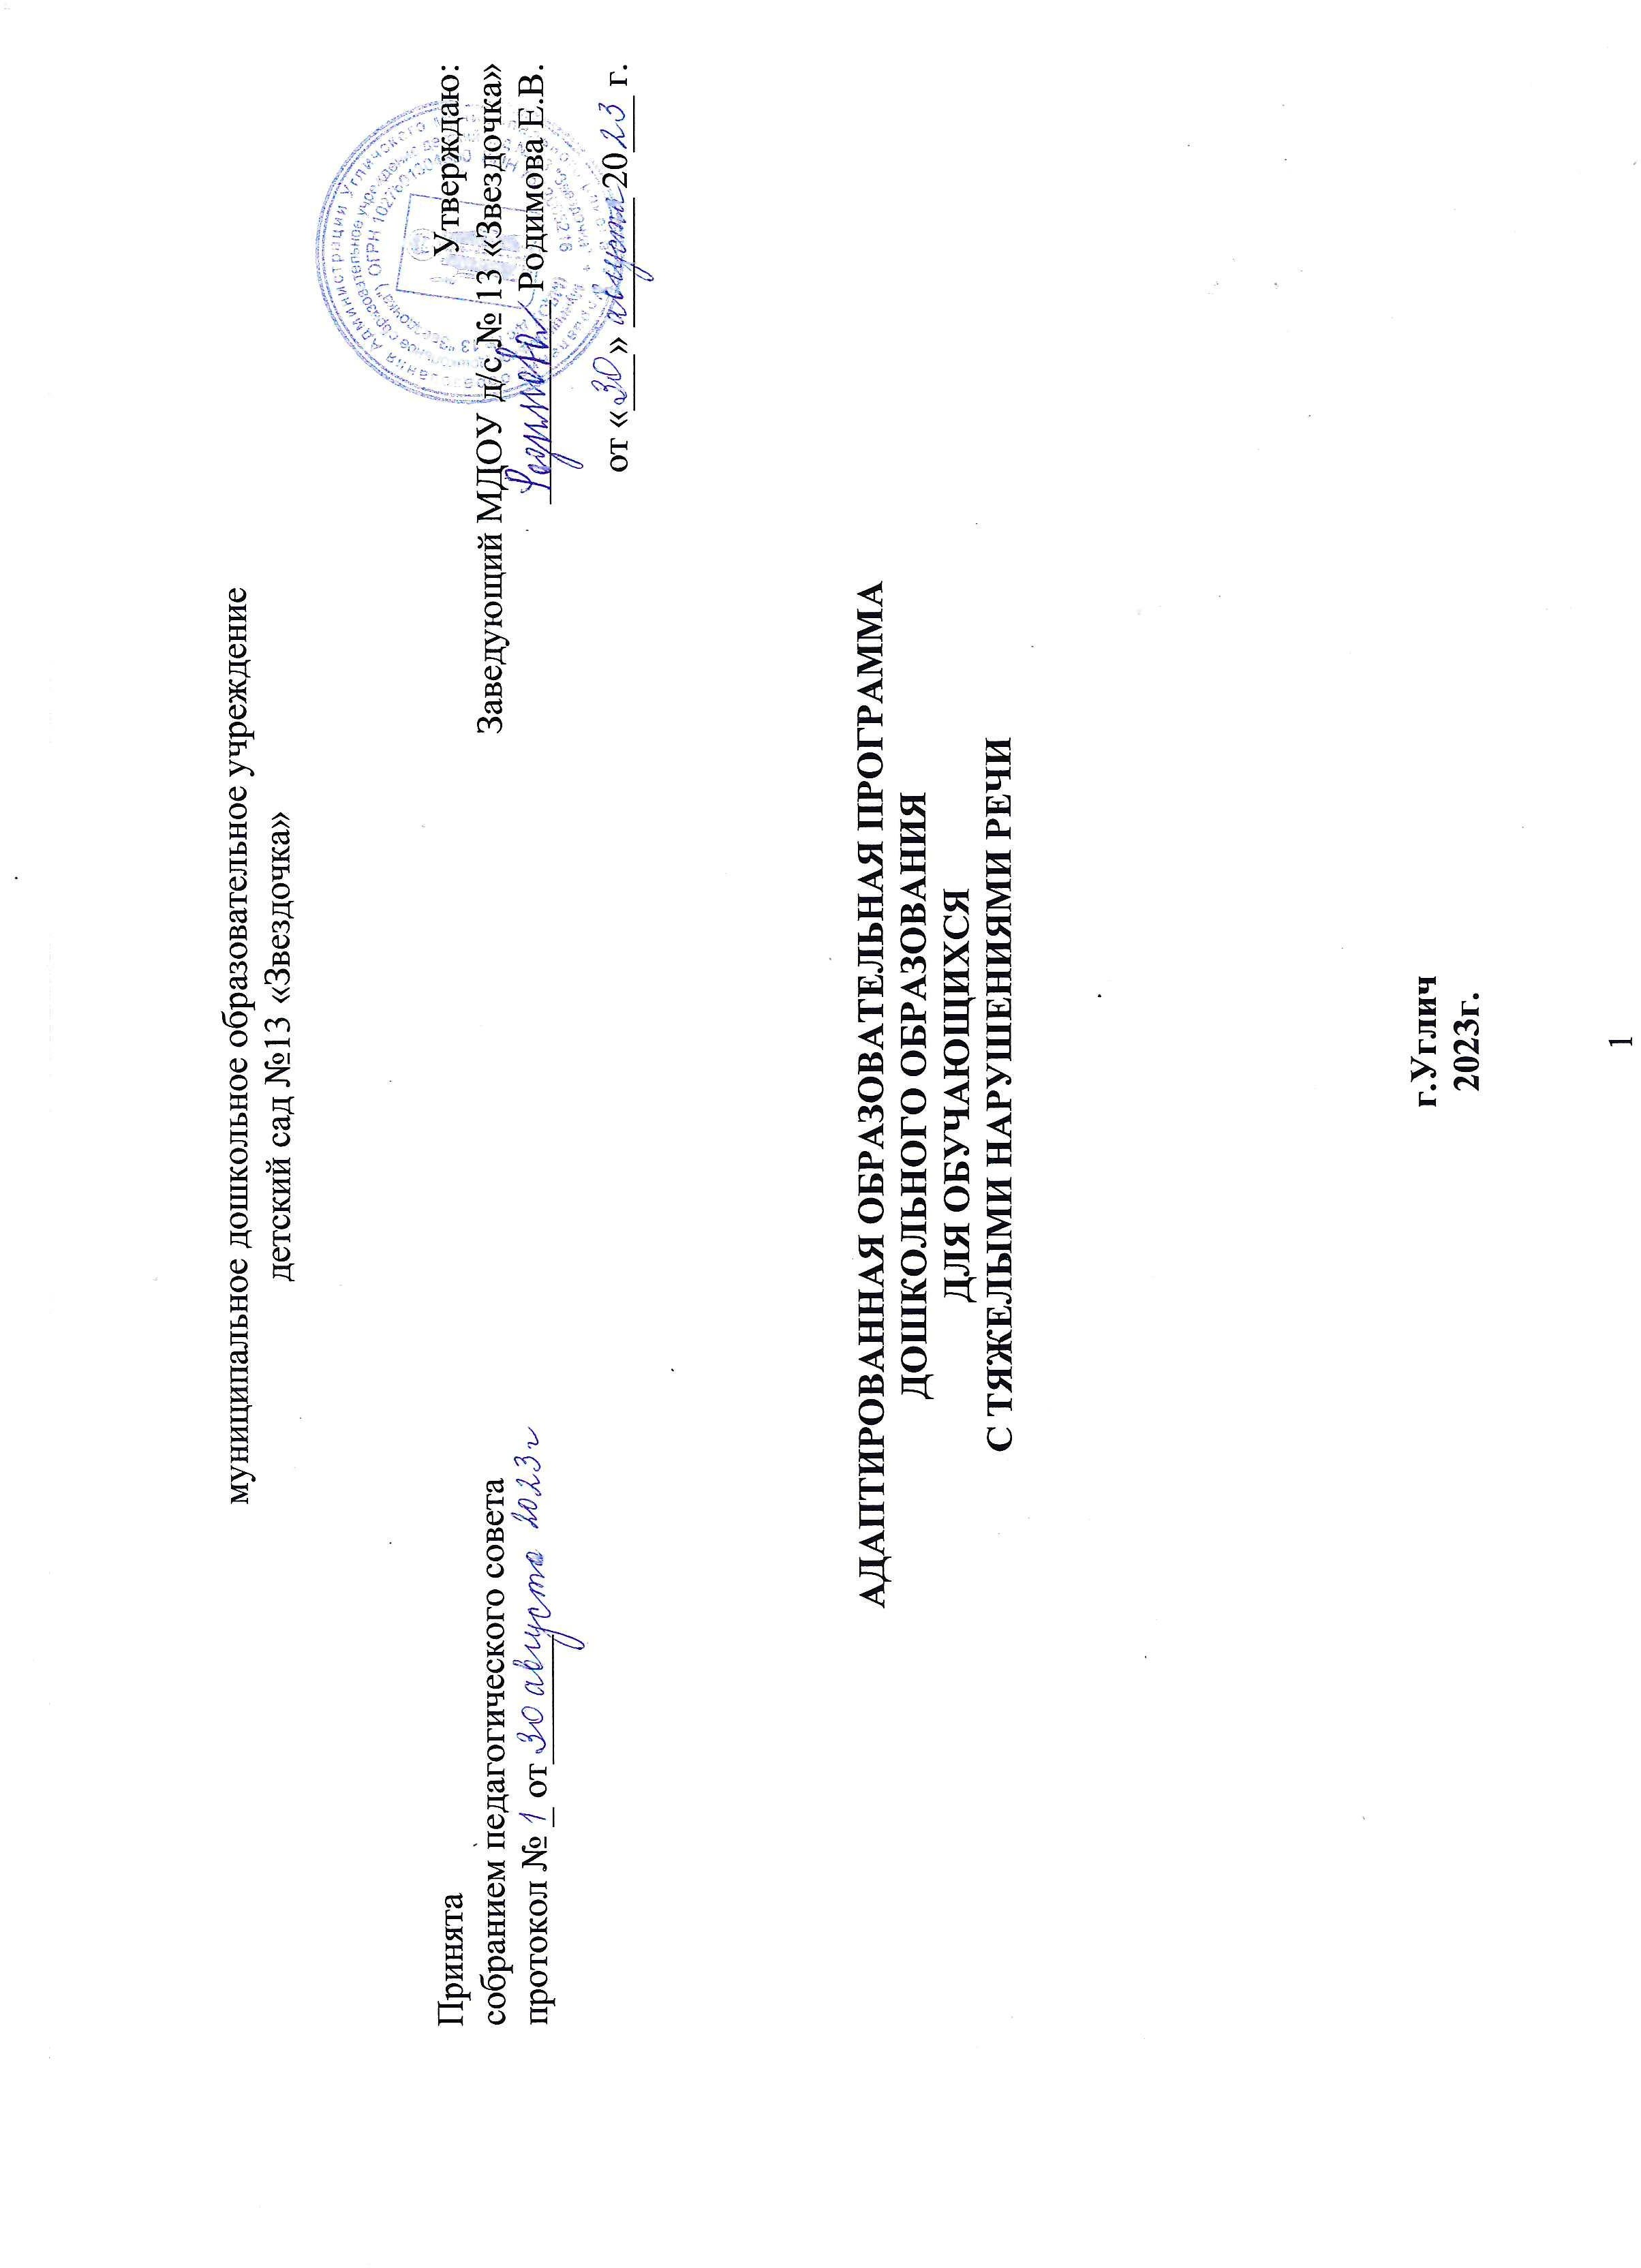 муниципальное дошкольное образовательное учреждение
детский сад №13 «Звездочка»
Утверждаю:
Заведующий МДОУ д/с № 13 «Звездочка»
Родимова Е.В.
от «30» августа 2023 г.
Принята
собранием педагогического совета
протокол № 1 от 30 августа 2023 г
АДАПТИРОВАННАЯ ОБРАЗОВАТЕЛЬНАЯ ПРОГРАММА
ДОШКОЛЬНОГО ОБРАЗОВАНИЯ
ДЛЯ ОБУЧАЮЩИХСЯ
С ТЯЖЕЛЫМИ НАРУШЕНИЯМИ РЕЧИ
г.Углич
2023г.
1